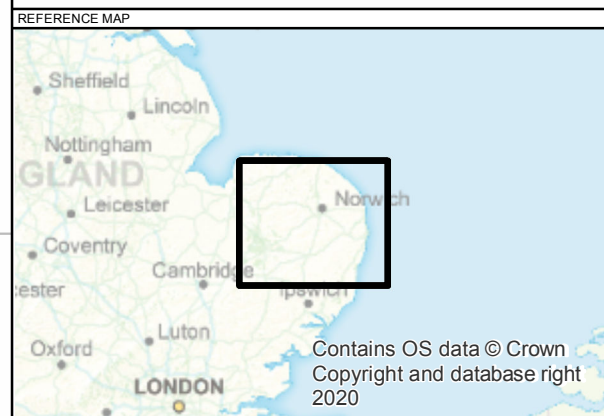 REFERENCE MAP
Sheffield
Lincoln
Nottingham
GLAND
Leicester
Norwich
Coventry
Cambridge
ester
Ipswich
Luton
Oxford
LONDON
Contains OS data © Crown
Copyright and database right
2020